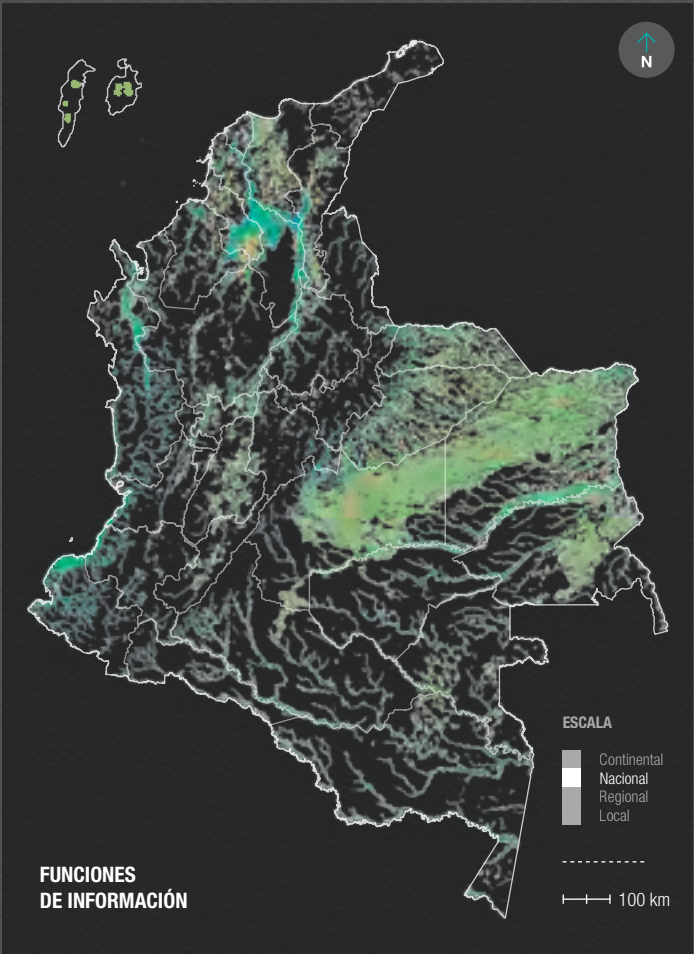 N
ESCALA
Continental
Nacional
Regional
Local
100 km
FUNCIONES
DE INFORMACIÓN